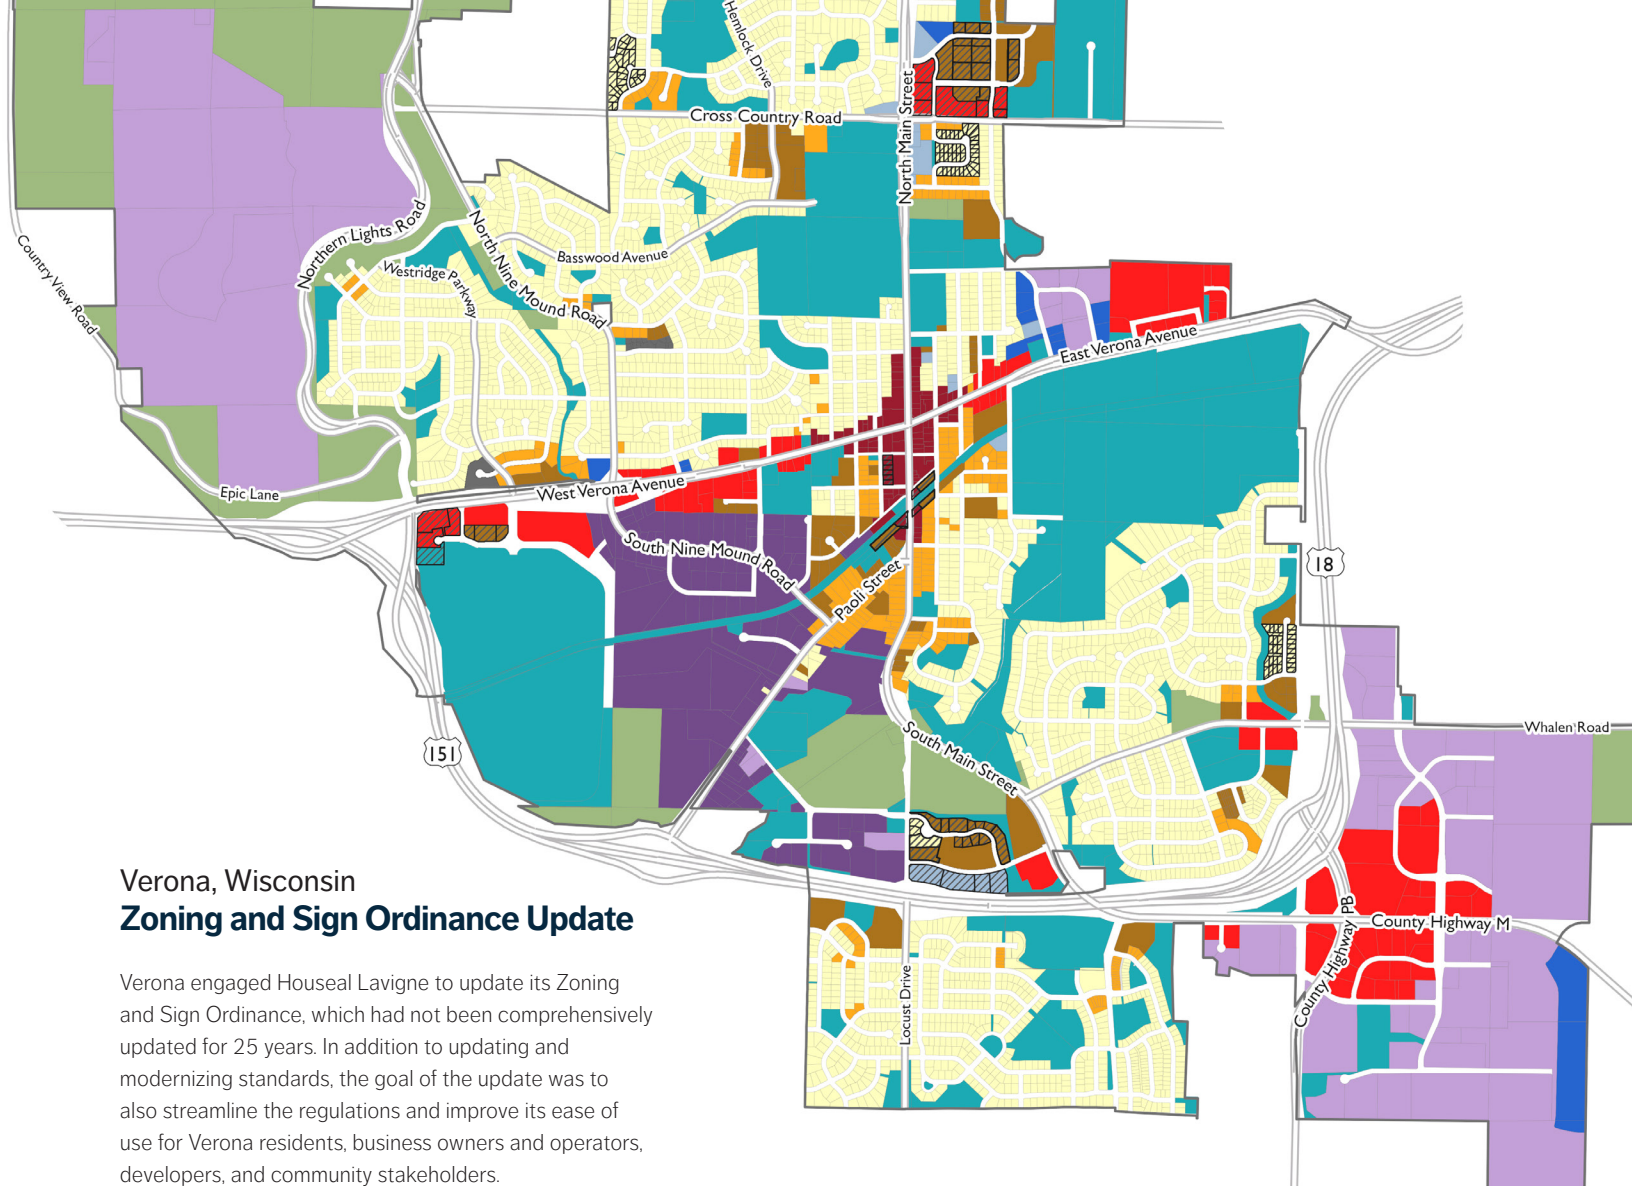 Hemlock Drive
Cross Country Road
North Main Street
Northern Lights Road
Country View Road
Westridge Parkway
North Nine Mound Road
Basswood Avenue
East Verona Avenue
Epic Lane
West Verona Avenue
South Nine Mound Road
Paoli Street
18
151
South Main Street
Whalen Road
County Highway PB
County Highway M
Locust Drive
Verona, Wisconsin
Zoning and Sign Ordinance Update
Verona engaged Houseal Lavigne to update its Zoning
and Sign Ordinance, which had not been comprehensively
updated for 25 years. In addition to updating and
modernizing standards, the goal of the update was to
also streamline the regulations and improve its ease of
use for Verona residents, business owners and operators,
developers, and community stakeholders.